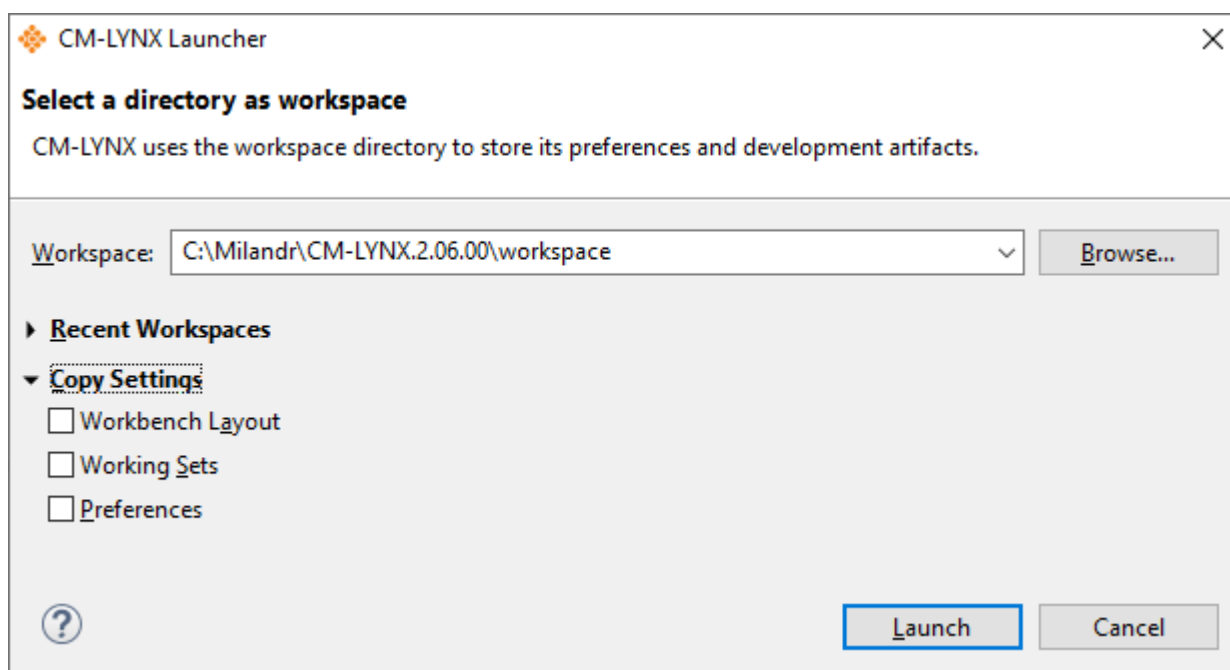 CM-LYNX Launcher
Select a directory as workspace
CM-LYNX uses the workspace directory to store its preferences and development artifacts.
Workspace: C:\Milandr\CM-LYNX.2.06.00\workspace Browse...
Recent Workspaces
Copy Settings
Workbench Layout
Working Sets
Preferences
? Launch Cancel